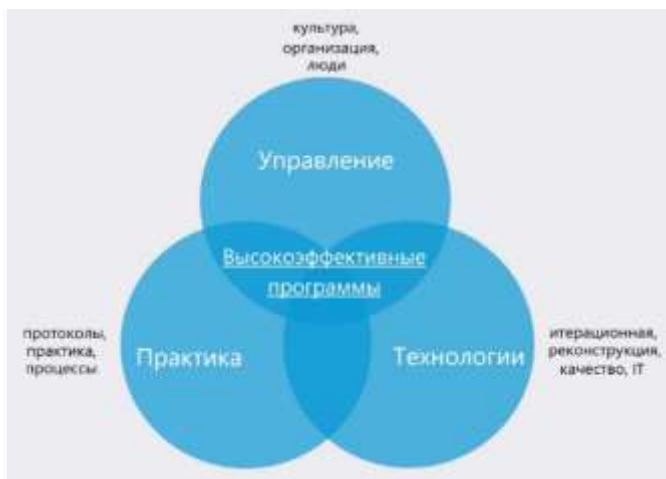 культура,
организация,
люди
Управление
Высокоэффективные
программы
протоколы,
практика,
процессы
Практика
Технологии
итерационная,
реконструкция,
качество, IT